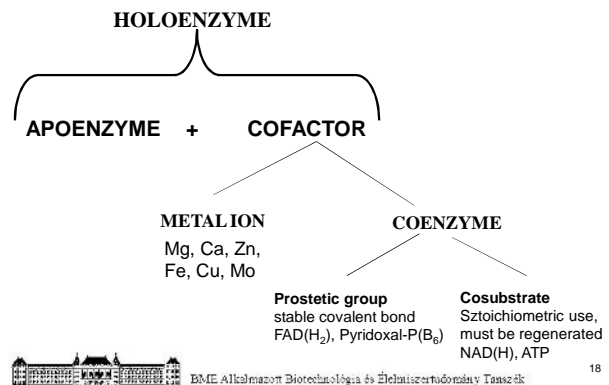 HOLOENZYME
APOENZYME + COFACTOR
METAL ION
Mg, Ca, Zn,
Fe, Cu, Mo
COENZYME
Prostetic group
stable covalent bond
FAD(H₂), Pyridoxal-P(B₆)
Cosubstrate
Sztoichiometric use,
must be regenerated
NAD(H), ATP
BME Alkalmazott Biotechnológia és Élelmiszertudomány Tanszék
18